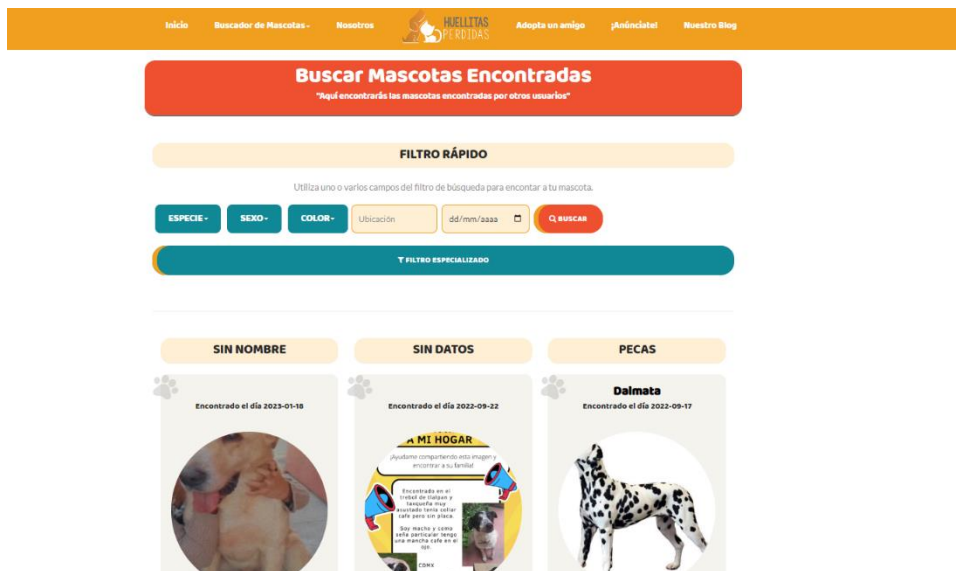 Inicio
Buscador de Mascotas
Nosotros
HUELLITAS
PERDIDAS
Adopta un amigo
¡Anúnciate!
Nuestro Blog
Buscar Mascotas Encontradas
"Aquí encontrarás las mascotas encontradas por otros usuarios"
FILTRO RÁPIDO
Utiliza uno o varios campos del filtro de búsqueda para encontar a tu mascota.
ESPECIE
SEXO
COLOR
Ubicación
dd/mm/aaaa
BUSCAR
FILTRO ESPECIALIZADO
SIN NOMBRE
Encontrado el día 2023-01-18
SIN DATOS
Encontrado el día 2022-09-22
A MI HOGAR
¡Ayúdame compartiendo esta imagen y
encontrar a su familia!
Encontrado en el
trebol de tlalpan y
taxqueña muy
asustado tenia collar
cafe pero sin placa.
Soy macho y como
seña particular tengo
una mancha cafe en el
ojo.
CDMX
PECAS
Dalmata
Encontrado el día 2022-09-17